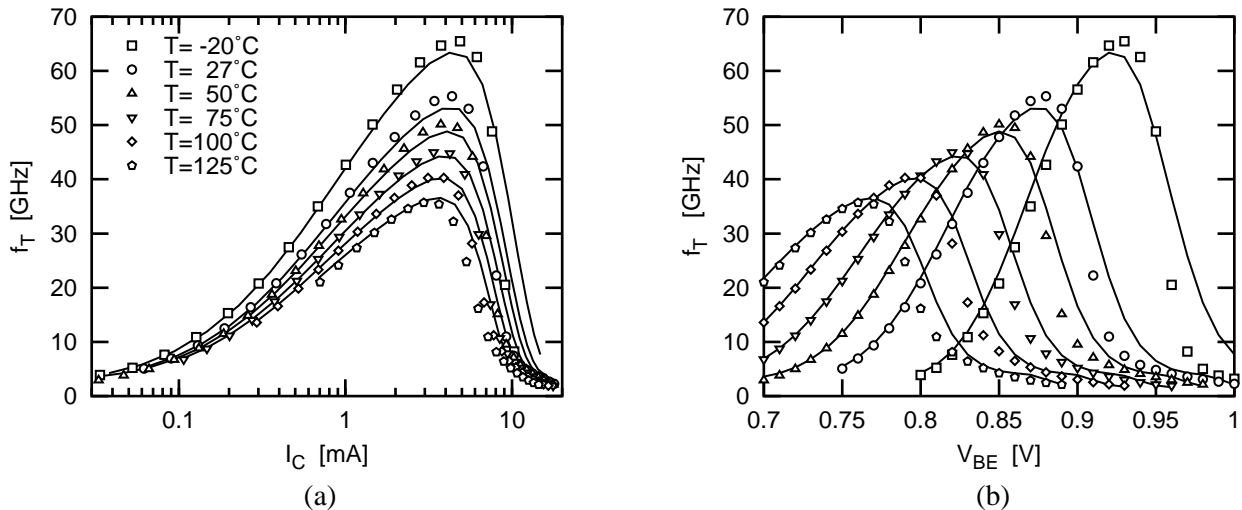 70
60
50
40
30
20
10
0
f_T [GHz]
T= -20˚C
T= 27˚C
T= 50˚C
T= 75˚C
T=100˚C
T=125˚C
0.1 1 10
I_C [mA]
(a)
70
60
50
40
30
20
10
0
f_T [GHz]
0.7 0.75 0.8 0.85 0.9 0.95 1
V_BE [V]
(b)